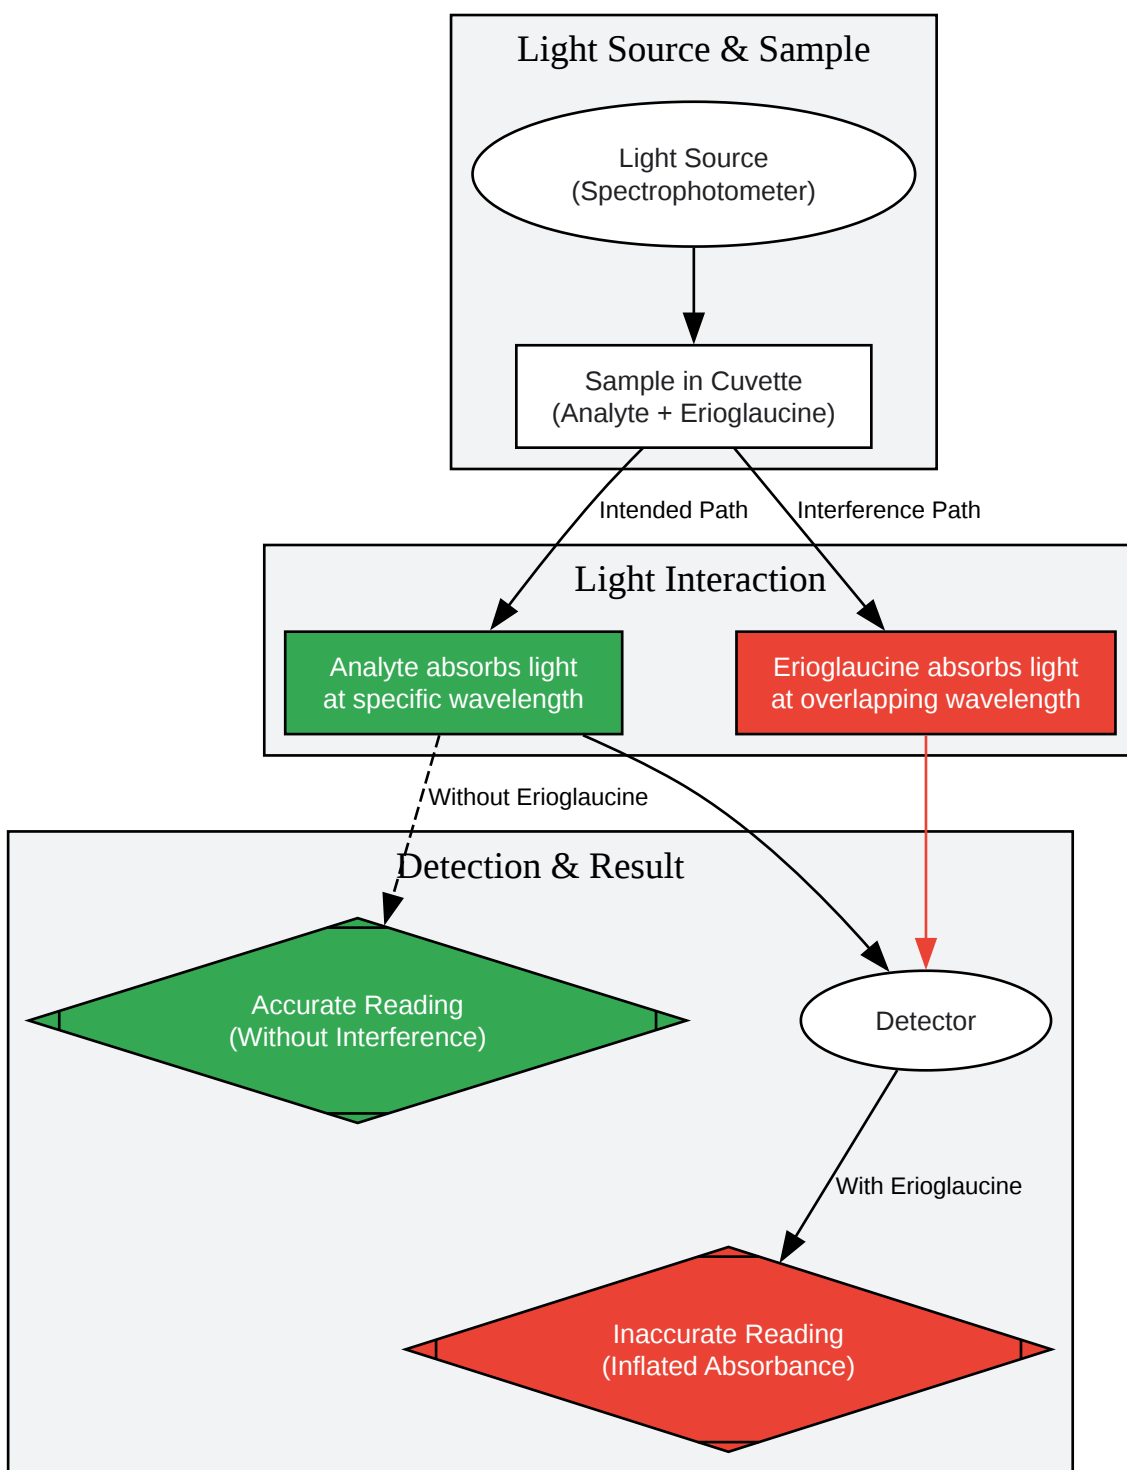 Light Source & Sample
Light Source
(Spectrophotometer)
Sample in Cuvette
(Analyte + Erioglaucine)
Intended Path
Interference Path
Light Interaction
Analyte absorbs light
at specific wavelength
Erioglaucine absorbs light
at overlapping wavelength
Without Erioglaucine
Detection & Result
Accurate Reading
(Without Interference)
Detector
With Erioglaucine
Inaccurate Reading
(Inflated Absorbance)